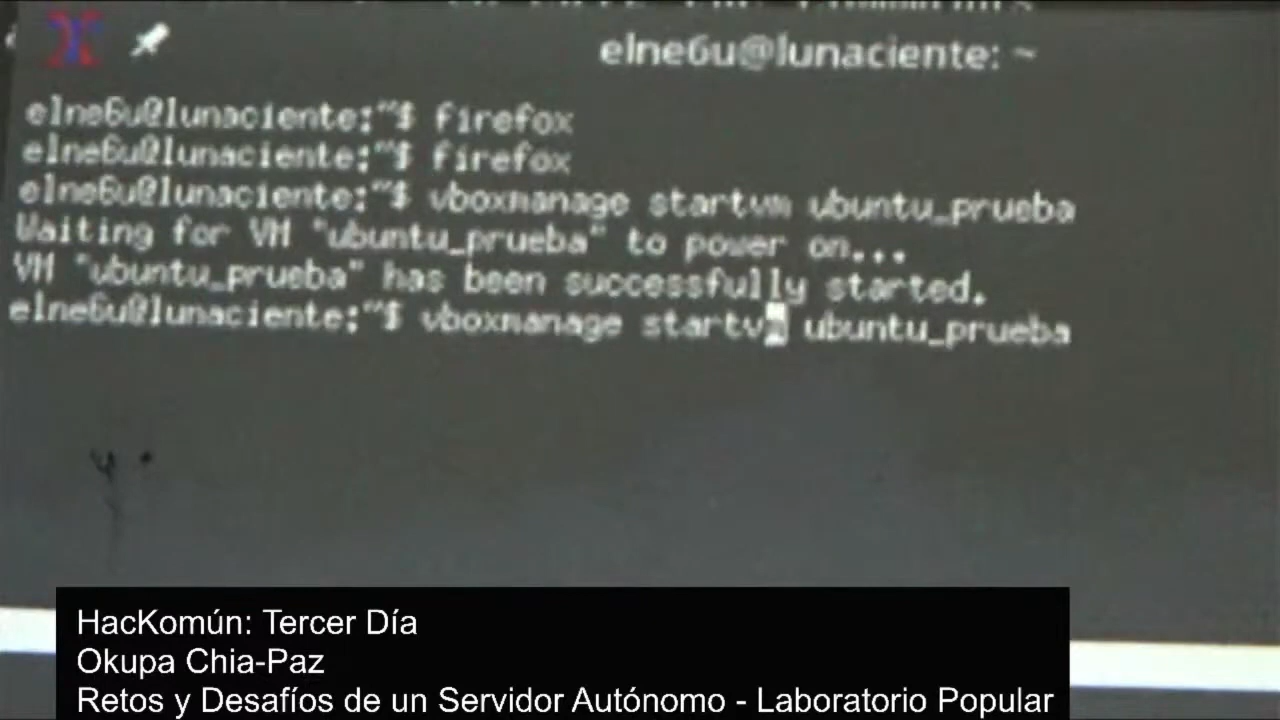 elne6u@lunaciente: ~
elne6u@lunaciente:~$ firefox
elne6u@lunaciente:~$ firefox
elne6u@lunaciente:~$ vboxmanage startvm ubuntu_prueba
Waiting for VM "ubuntu_prueba" to power on...
VM "ubuntu_prueba" has been successfully started.
elne6u@lunaciente:~$ vboxmanage startvm ubuntu_prueba
HacKomún: Tercer Día
Okupa Chia-Paz
Retos y Desafíos de un Servidor Autónomo - Laboratorio Popular